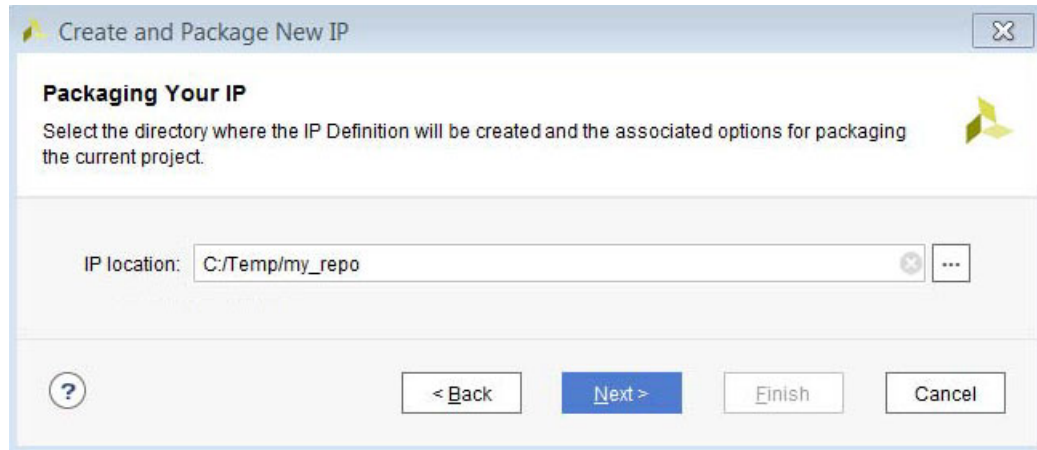 Create and Package New IP
Packaging Your IP
Select the directory where the IP Definition will be created and the associated options for packaging
the current project.
IP location: C:/Temp/my_repo ...
? < Back Next > Finish Cancel